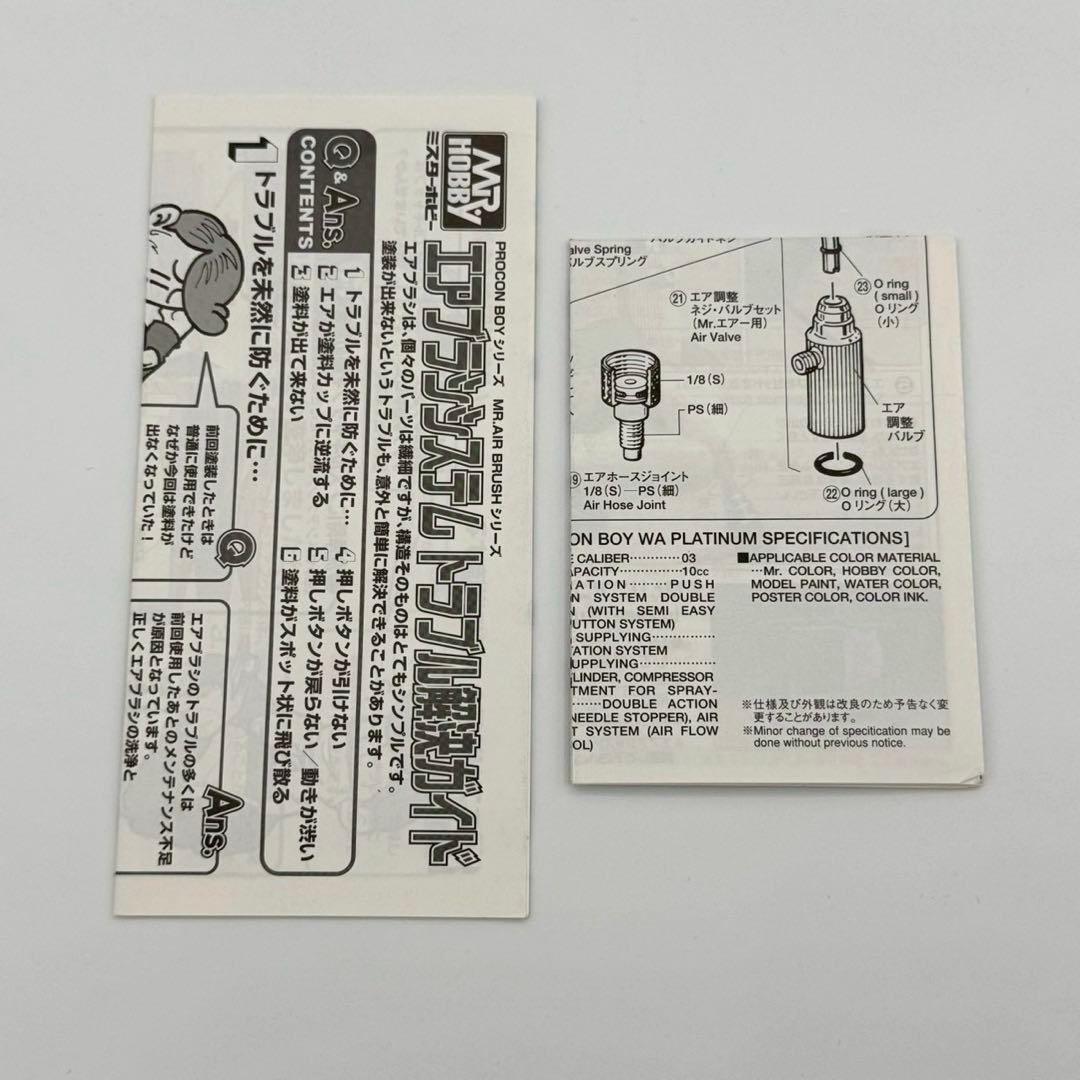 MR. HOBBY
ミスターホビー
PROCON BOY シリーズ MR.AIR BRUSH シリーズ
エアブラシシステム トラブル解決ガイド
エアブラシは、個々のパーツは繊細ですが、構造そのものはとてもシンプルです。
塗装が出来ないというトラブルも、意外と簡単に解決できることがあります。
Q & Ans.
CONTENTS
1 トラブルを未然に防ぐために…
2 エアが塗料カップに逆流する
3 塗料が出て来ない
4 押しボタンが引けない
5 押しボタンが戻らない／動きが渋い
6 塗料がスポット状に飛び散る
1 トラブルを未然に防ぐために…
Q
前回塗装したときは
普通に使用できたけど
なぜか今回は塗料が
出なくなっていた!
Ans.
エアブラシのトラブルの多くは
前回使用したあとのメンテナンス不足
が原因となっています。
正しくエアブラシの洗浄と
バルブガイドネジ
alve Spring
ルブスプリング
㉑ エア調整
ネジ・バルブセット
(Mr.エアー用)
Air Valve
㉓ O ring
(small)
O リング
(小)
1/8(S)
PS(細)
エア
調整
バルブ
エアホースジョイント
1/8(S)—PS(細)
Air Hose Joint
㉒ O ring (large)
O リング(大)
ON BOY WA PLATINUM SPECIFICATIONS]
E CALIBER············03
APACITY··············10cc
ATION········PUSH
N SYSTEM DOUBLE
N (WITH SEMI EASY
UTTON SYSTEM)
SUPPLYING··············
ATION SYSTEM
UPPLYING··············
LINDER, COMPRESSOR
TMENT FOR SPRAY-
······DOUBLE ACTION
NEEDLE STOPPER), AIR
T SYSTEM (AIR FLOW
OL)
■APPLICABLE COLOR MATERIAL
···Mr. COLOR, HOBBY COLOR,
MODEL PAINT, WATER COLOR,
POSTER COLOR, COLOR INK.
※仕様及び外観は改良のため予告なく変
更することがあります。
※Minor change of specitication may be
done without previous notice.